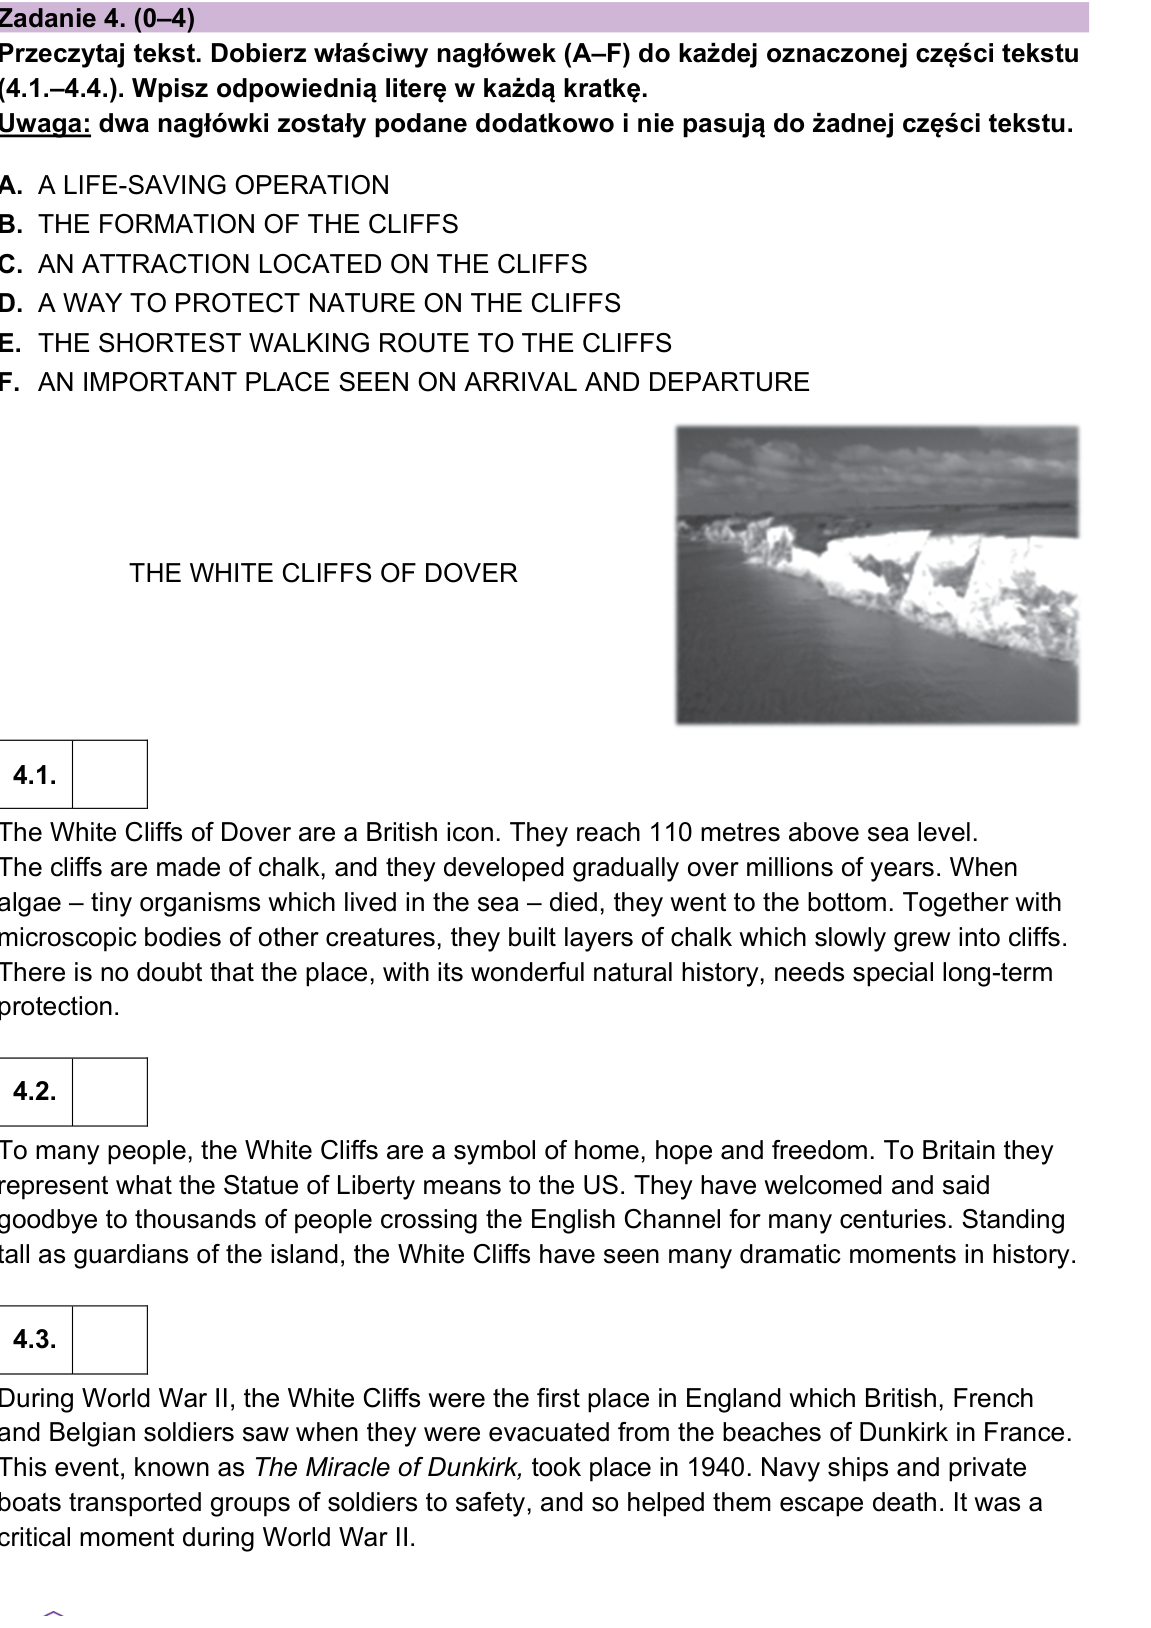 Zadanie 4. (0–4)
Przeczytaj tekst. Dobierz właściwy nagłówek (A–F) do każdej oznaczonej części tekstu
(4.1.–4.4.). Wpisz odpowiednią literę w każdą kratkę.
Uwaga: dwa nagłówki zostały podane dodatkowo i nie pasują do żadnej części tekstu.
A. A LIFE-SAVING OPERATION
B. THE FORMATION OF THE CLIFFS
C. AN ATTRACTION LOCATED ON THE CLIFFS
D. A WAY TO PROTECT NATURE ON THE CLIFFS
E. THE SHORTEST WALKING ROUTE TO THE CLIFFS
F. AN IMPORTANT PLACE SEEN ON ARRIVAL AND DEPARTURE
THE WHITE CLIFFS OF DOVER
4.1.
The White Cliffs of Dover are a British icon. They reach 110 metres above sea level.
The cliffs are made of chalk, and they developed gradually over millions of years. When
algae – tiny organisms which lived in the sea – died, they went to the bottom. Together with
microscopic bodies of other creatures, they built layers of chalk which slowly grew into cliffs.
There is no doubt that the place, with its wonderful natural history, needs special long-term
protection.
4.2.
To many people, the White Cliffs are a symbol of home, hope and freedom. To Britain they
represent what the Statue of Liberty means to the US. They have welcomed and said
goodbye to thousands of people crossing the English Channel for many centuries. Standing
tall as guardians of the island, the White Cliffs have seen many dramatic moments in history.
4.3.
During World War II, the White Cliffs were the first place in England which British, French
and Belgian soldiers saw when they were evacuated from the beaches of Dunkirk in France.
This event, known as The Miracle of Dunkirk, took place in 1940. Navy ships and private
boats transported groups of soldiers to safety, and so helped them escape death. It was a
critical moment during World War II.